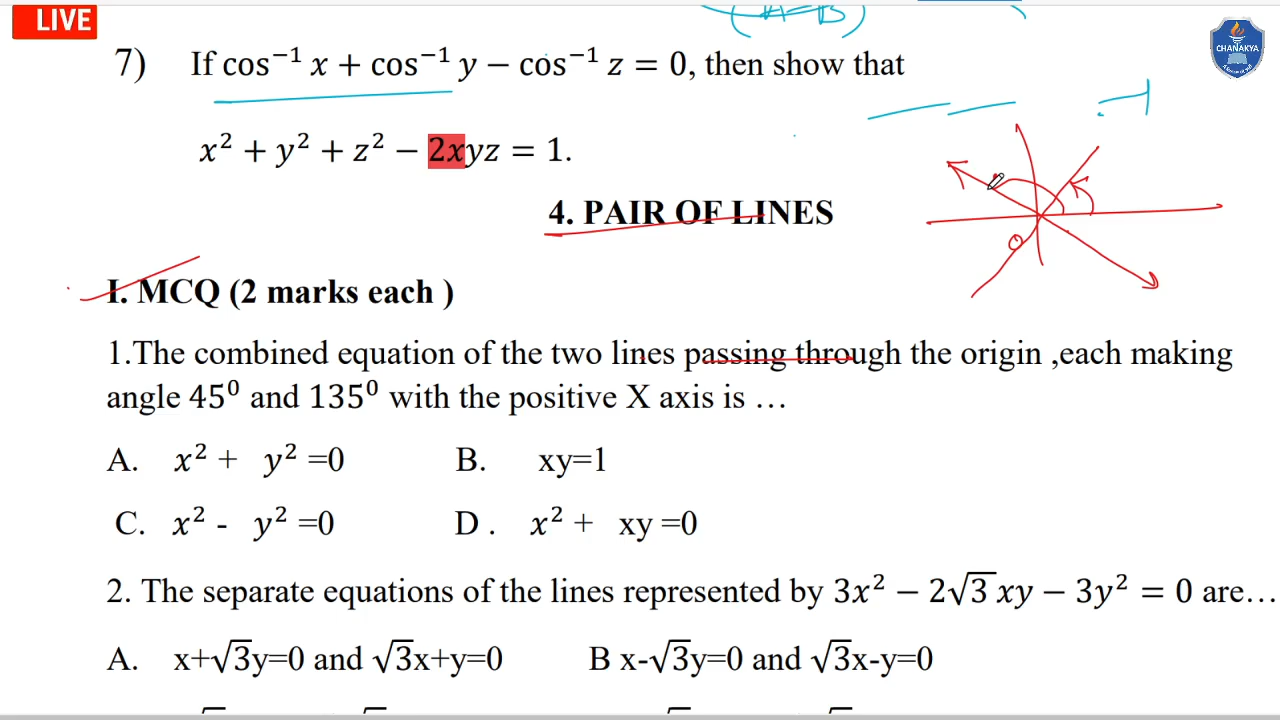 LIVE
CHANAKYA
7) If cos⁻¹ x + cos⁻¹ y − cos⁻¹ z = 0, then show that
x² + y² + z² − 2xyz = 1.
4. PAIR OF LINES
I. MCQ (2 marks each )
1.The combined equation of the two lines passing through the origin ,each making
angle 45⁰ and 135⁰ with the positive X axis is …
A. x² + y² =0 B. xy=1
C. x² - y² =0 D . x² + xy =0
2. The separate equations of the lines represented by 3x² − 2√3 xy − 3y² = 0 are…
A. x+√3y=0 and √3x+y=0 B x-√3y=0 and √3x-y=0